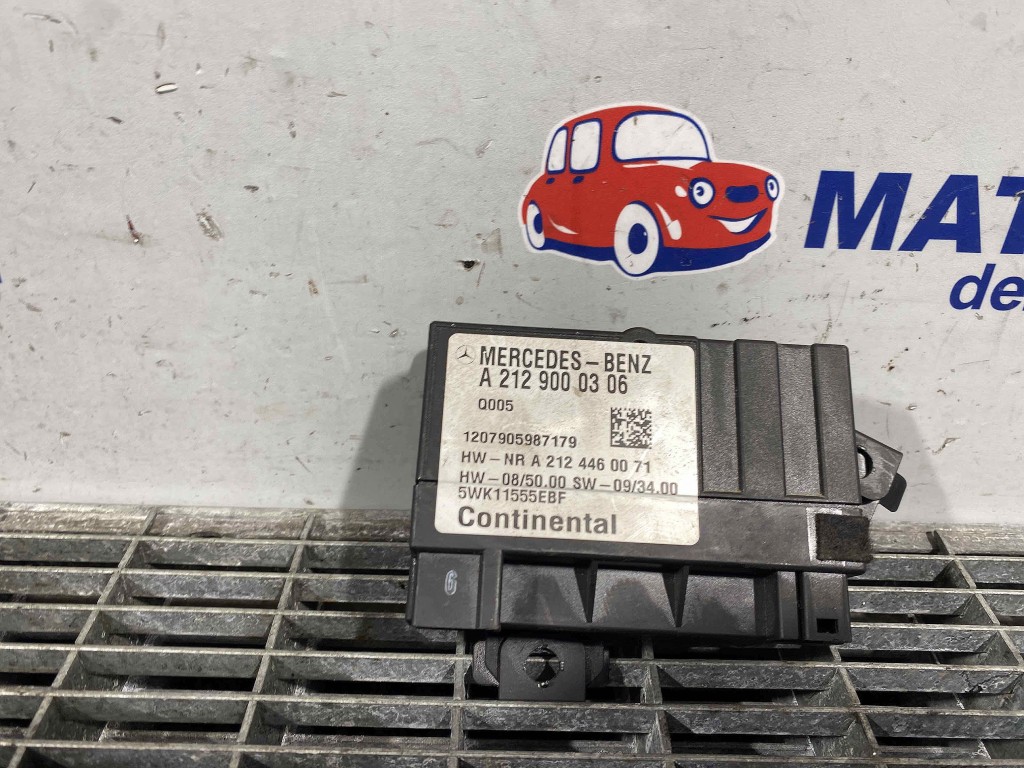 MAT
de
MERCEDES-BENZ
A 212 900 03 06
Q005
1207905987179
HW-NR A 212 446 00 71
HW-08/50.00 SW-09/34.00
5WK11555EBF
Continental
6